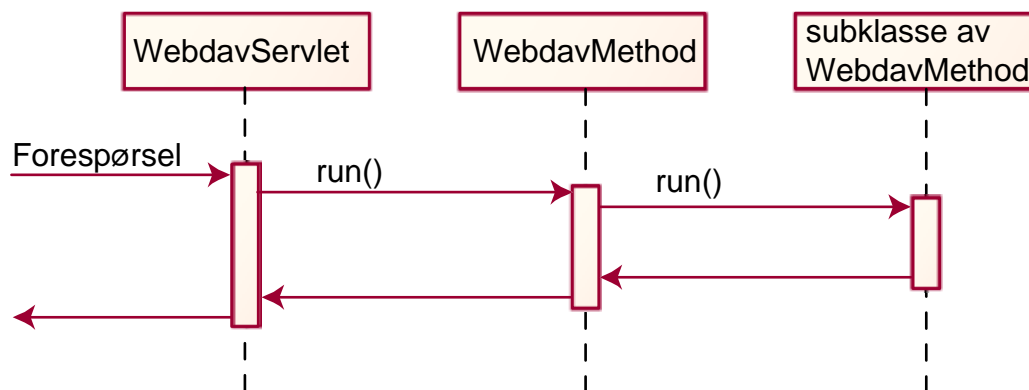 WebdavServlet
WebdavMethod
subklasse av
WebdavMethod
Forespørsel
run()
run()